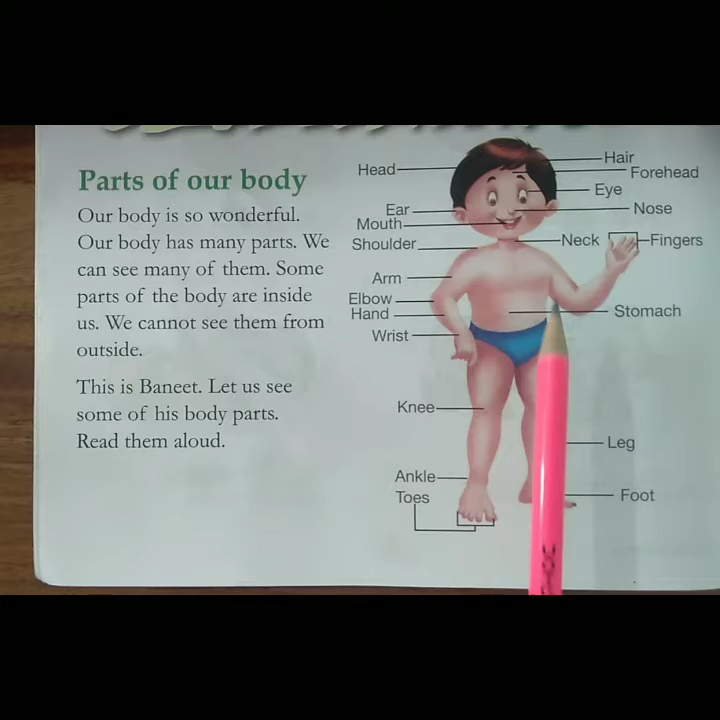 Parts of our body
Our body is so wonderful.
Our body has many parts. We
can see many of them. Some
parts of the body are inside
us. We cannot see them from
outside.
This is Baneet. Let us see
some of his body parts.
Read them aloud.
Head
Hair
Forehead
Eye
Ear
Nose
Mouth
Shoulder
Neck
Fingers
Arm
Elbow
Hand
Stomach
Wrist
Knee
Leg
Ankle
Toes
Foot